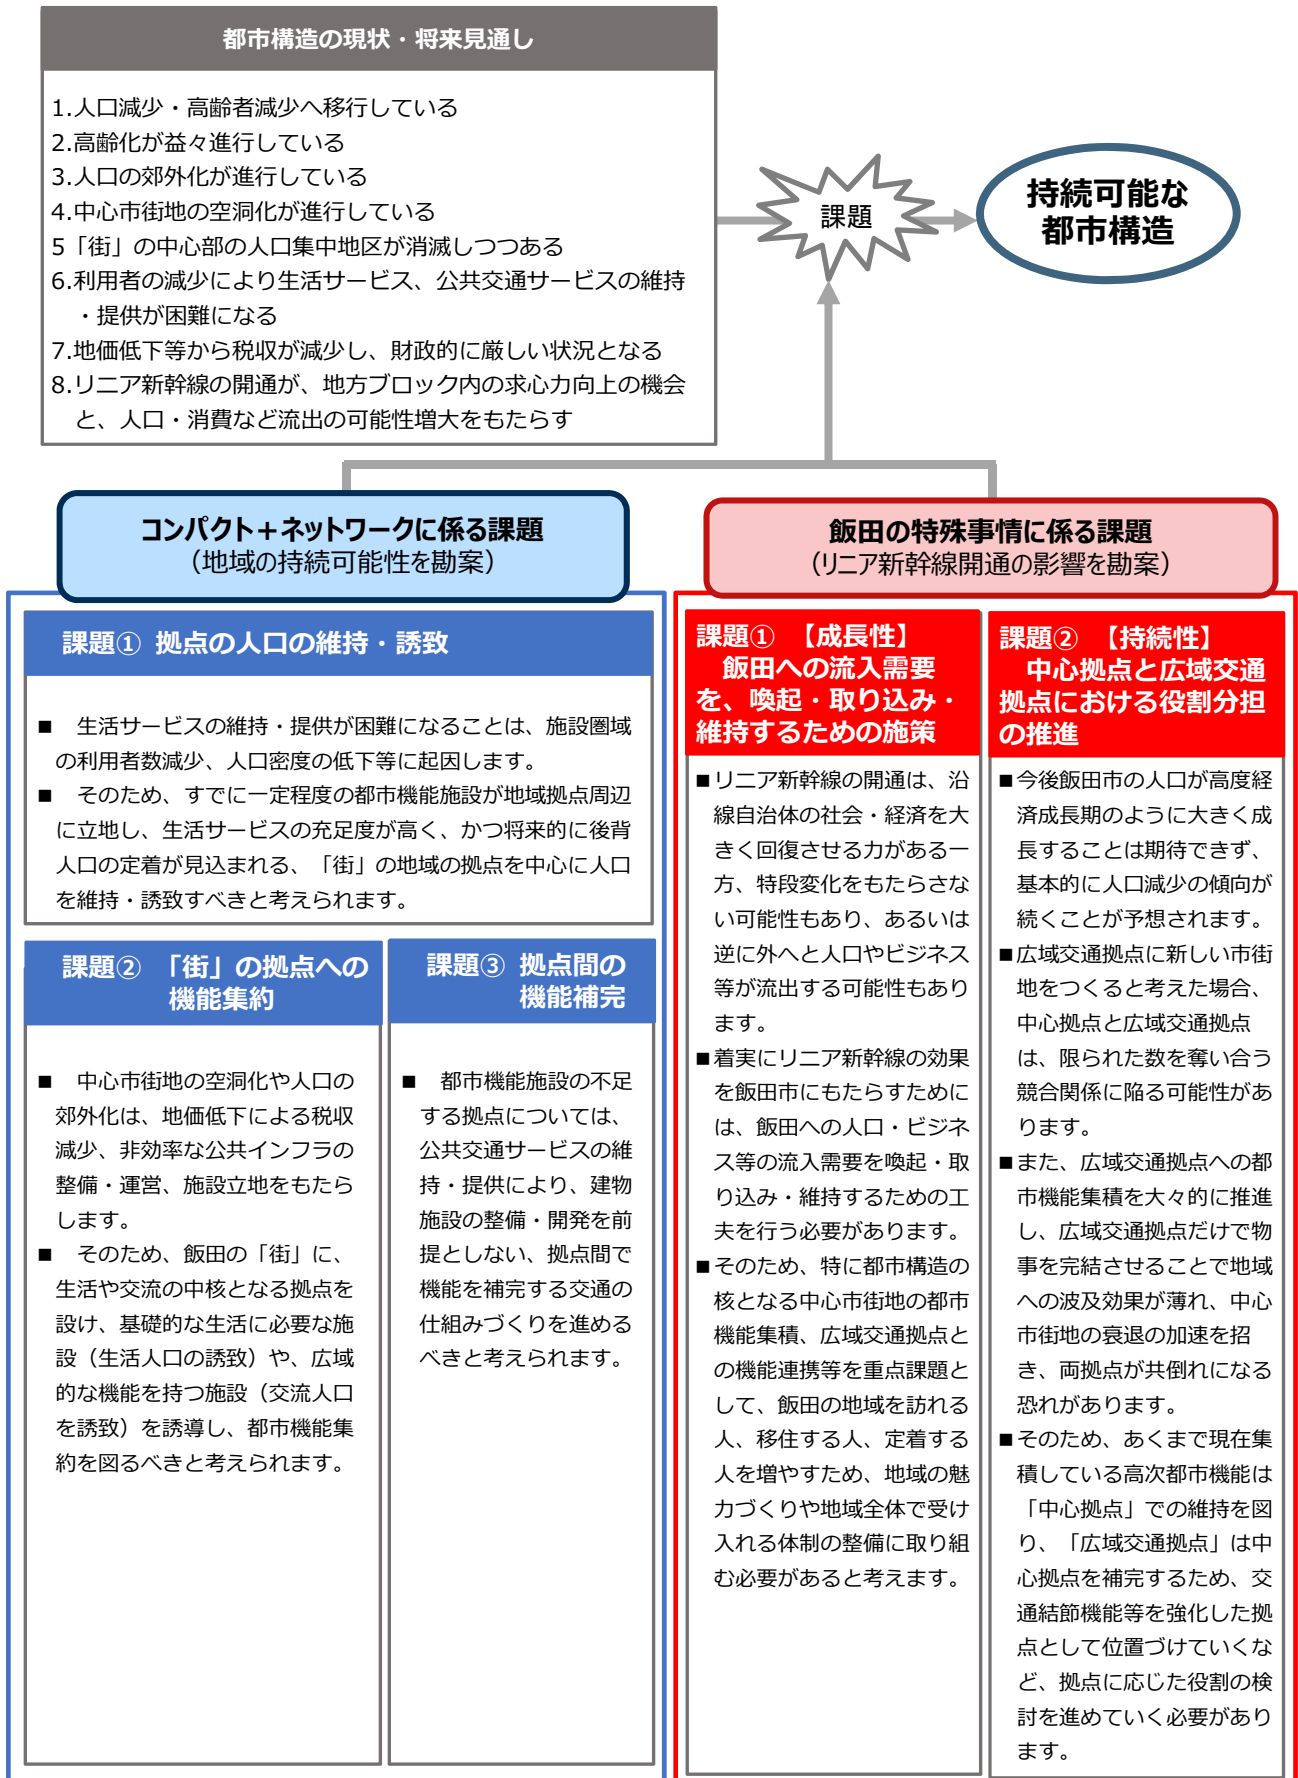 都市構造の現状・将来見通し
1.人口減少・高齢者減少へ移行している
2.高齢化が益々進行している
3.人口の郊外化が進行している
4.中心市街地の空洞化が進行している
5「街」の中心部の人口集中地区が消滅しつつある
6.利用者の減少により生活サービス、公共交通サービスの維持
・提供が困難になる
7.地価低下等から税収が減少し、財政的に厳しい状況となる
8.リニア新幹線の開通が、地方ブロック内の求心力向上の機会
と、人口・消費など流出の可能性増大をもたらす
課題
持続可能な
都市構造
コンパクト＋ネットワークに係る課題
（地域の持続可能性を勘案）
課題① 拠点の人口の維持・誘致
■ 生活サービスの維持・提供が困難になることは、施設圏域
の利用者数減少、人口密度の低下等に起因します。
■ そのため、すでに一定程度の都市機能施設が地域拠点周辺
に立地し、生活サービスの充足度が高く、かつ将来的に後背
人口の定着が見込まれる、「街」の地域の拠点を中心に人口
を維持・誘致すべきと考えられます。
課題② 「街」の拠点への
機能集約
■ 中心市街地の空洞化や人口の
郊外化は、地価低下による税収
減少、非効率な公共インフラの
整備・運営、施設立地をもたら
します。
■ そのため、飯田の「街」に、
生活や交流の中核となる拠点を
設け、基礎的な生活に必要な施
設（生活人口の誘致）や、広域
的な機能を持つ施設（交流人口
を誘致）を誘導し、都市機能集
約を図るべきと考えられます。
課題③ 拠点間の
機能補完
■ 都市機能施設の不足
する拠点については、
公共交通サービスの維
持・提供により、建物
施設の整備・開発を前
提としない、拠点間で
機能を補完する交通の
仕組みづくりを進める
べきと考えられます。
飯田の特殊事情に係る課題
（リニア新幹線開通の影響を勘案）
課題① 【成長性】
飯田への流入需要
を、喚起・取り込み・
維持するための施策
■リニア新幹線の開通は、沿
線自治体の社会・経済を大
きく回復させる力がある一
方、特段変化をもたらさな
い可能性もあり、あるいは
逆に外へと人口やビジネス
等が流出する可能性もあり
ます。
■着実にリニア新幹線の効果
を飯田市にもたらすために
は、飯田への人口・ビジネ
ス等の流入需要を喚起・取
り込み・維持するための工
夫を行う必要があります。
■そのため、特に都市構造の
核となる中心市街地の都市
機能集積、広域交通拠点と
の機能連携等を重点課題と
して、飯田の地域を訪れる
人、移住する人、定着する
人を増やすため、地域の魅
力づくりや地域全体で受け
入れる体制の整備に取り組
む必要があると考えます。
課題② 【持続性】
中心拠点と広域交通
拠点における役割分担
の推進
■今後飯田市の人口が高度経
済成長期のように大きく成
長することは期待できず、
基本的に人口減少の傾向が
続くことが予想されます。
■広域交通拠点に新しい市街
地をつくると考えた場合、
中心拠点と広域交通拠点
は、限られた数を奪い合う
競合関係に陥る可能性があ
ります。
■また、広域交通拠点への都
市機能集積を大々的に推進
し、広域交通拠点だけで物
事を完結させることで地域
への波及効果が薄れ、中心
市街地の衰退の加速を招
き、両拠点が共倒れになる
恐れがあります。
■そのため、あくまで現在集
積している高次都市機能は
「中心拠点」での維持を図
り、「広域交通拠点」は中
心拠点を補完するため、交
通結節機能等を強化した拠
点として位置づけていくな
ど、拠点に応じた役割の検
討を進めていく必要があり
ます。